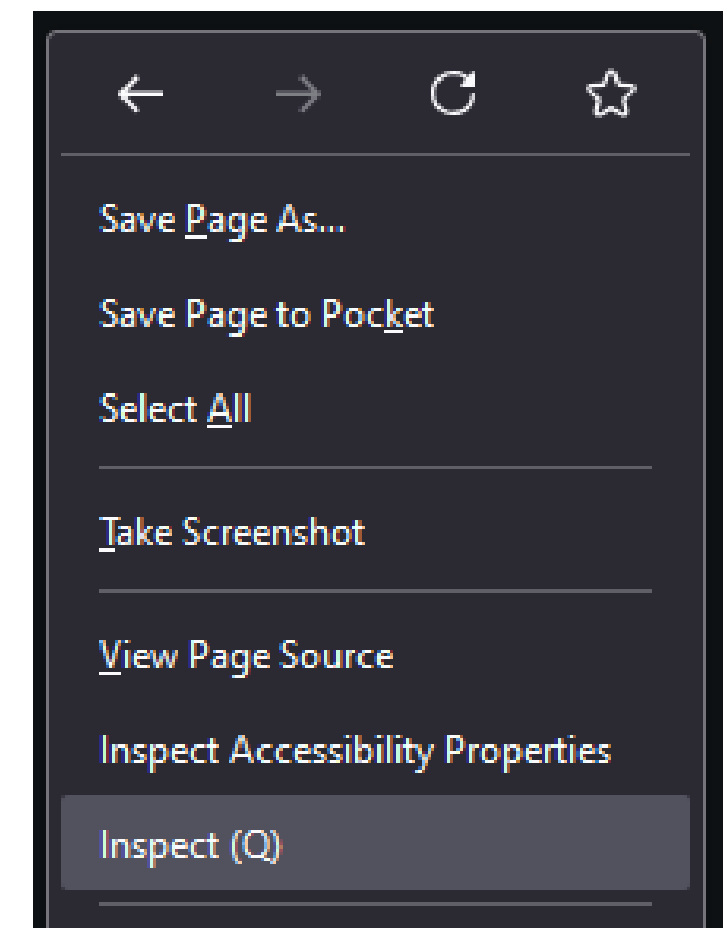 Save Page As...
Save Page to Pocket
Select All
Take Screenshot
View Page Source
Inspect Accessibility Properties
Inspect (Q)